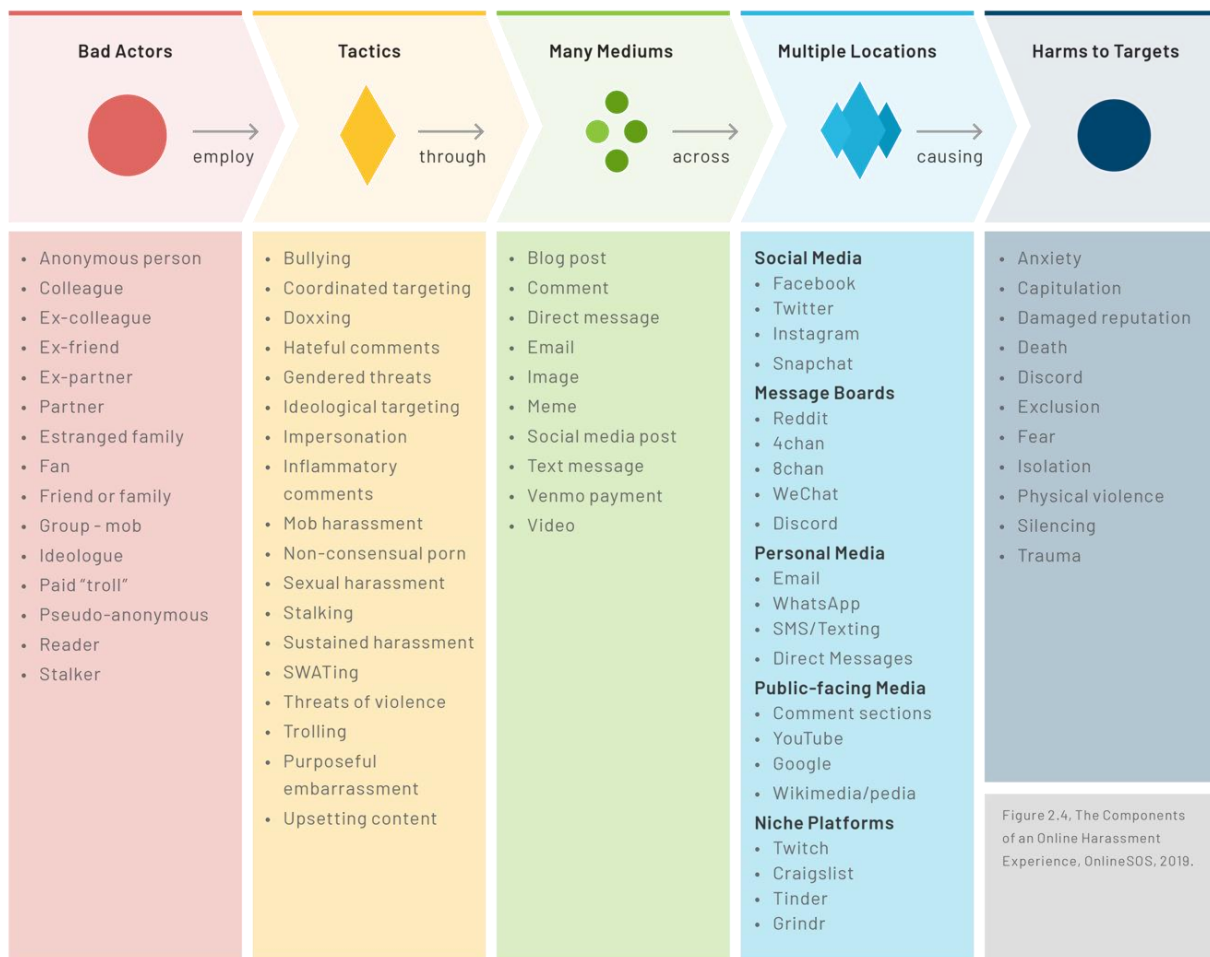 Bad Actors
employ
Tactics
through
Many Mediums
across
Multiple Locations
causing
Harms to Targets
• Anonymous person
• Colleague
• Ex-colleague
• Ex-friend
• Ex-partner
• Partner
• Estranged family
• Fan
• Friend or family
• Group - mob
• Ideologue
• Paid “troll”
• Pseudo-anonymous
• Reader
• Stalker
• Bullying
• Coordinated targeting
• Doxxing
• Hateful comments
• Gendered threats
• Ideological targeting
• Impersonation
• Inflammatory
comments
• Mob harassment
• Non-consensual porn
• Sexual harassment
• Stalking
• Sustained harassment
• SWATing
• Threats of violence
• Trolling
• Purposeful
embarrassment
• Upsetting content
• Blog post
• Comment
• Direct message
• Email
• Image
• Meme
• Social media post
• Text message
• Venmo payment
• Video
Social Media
• Facebook
• Twitter
• Instagram
• Snapchat
Message Boards
• Reddit
• 4chan
• 8chan
• WeChat
• Discord
Personal Media
• Email
• WhatsApp
• SMS/Texting
• Direct Messages
Public-facing Media
• Comment sections
• YouTube
• Google
• Wikimedia/pedia
Niche Platforms
• Twitch
• Craigslist
• Tinder
• Grindr
• Anxiety
• Capitulation
• Damaged reputation
• Death
• Discord
• Exclusion
• Fear
• Isolation
• Physical violence
• Silencing
• Trauma
Figure 2.4, The Components
of an Online Harassment
Experience, OnlineSOS, 2019.